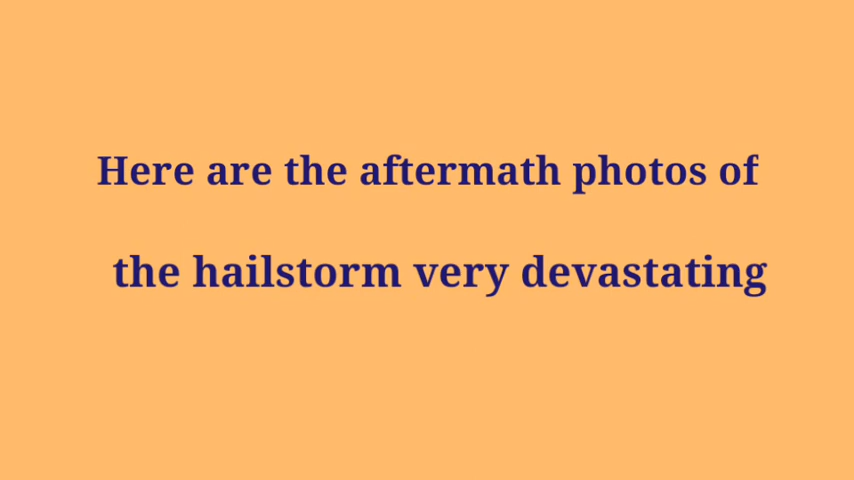 Here are the aftermath photos of
the hailstorm very devastating